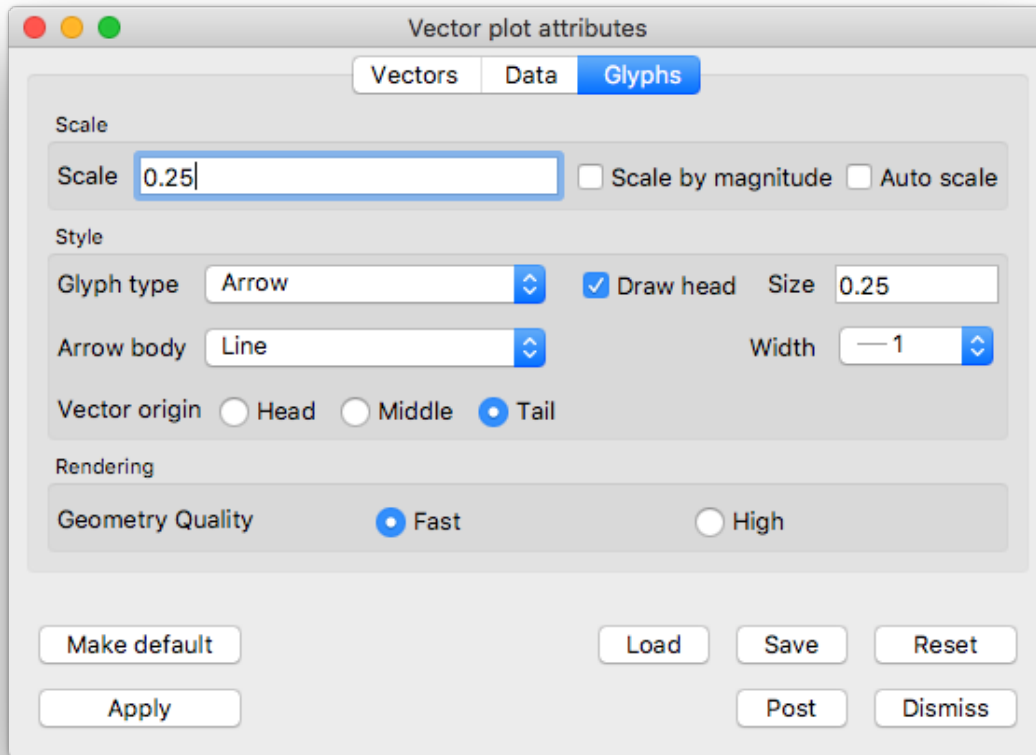 Vector plot attributes
Vectors Data Glyphs
Scale
Scale 0.25 Scale by magnitude Auto scale
Style
Glyph type Arrow Draw head Size 0.25
Arrow body Line Width 1
Vector origin Head Middle Tail
Rendering
Geometry Quality Fast High
Make default Load Save Reset
Apply Post Dismiss